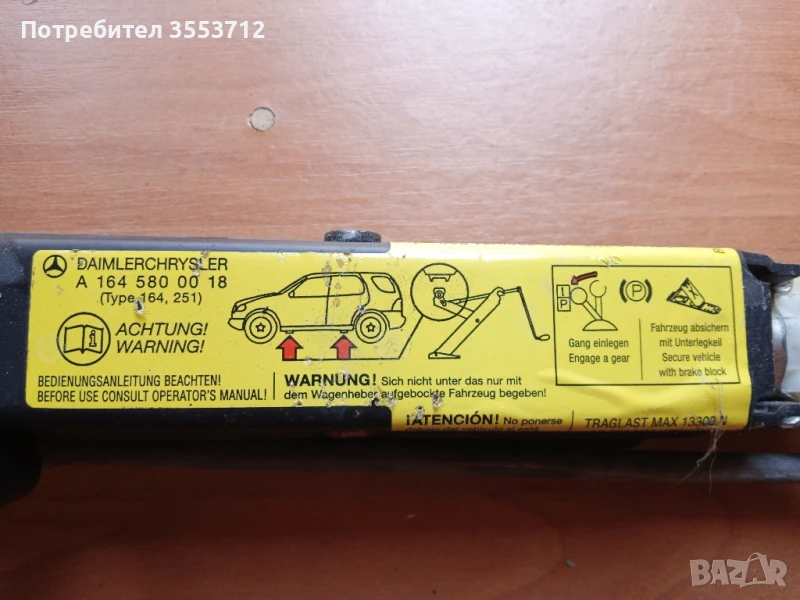 Потребител 3553712
DAIMLERCHRYSLER
A 164 580 00 18
(Type 164, 251)
ACHTUNG!
WARNING!
BEDIENUNGSANLEITUNG BEACHTEN!
BEFORE USE CONSULT OPERATOR'S MANUAL!
WARNUNG! Sich nicht unter das nur mit
dem Wagenheber aufgebockte Fahrzeug begeben!
I
P
(P)
Gang einlegen
Engage a gear
Fahrzeug absichern
mit Unterlegkeil
Secure vehicle
with brake block
¡ATENCIÓN! No ponerse
TRAGLAST MAX 13300 N
BAZAR